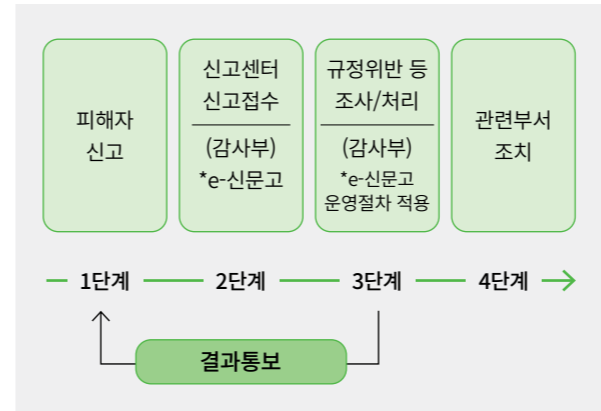 피해자
신고
신고센터
신고접수
(감사부)
*e-신문고
규정위반 등
조사/처리
(감사부)
*e-신문고
운영절차 적용
관련부서
조치
1단계
2단계
3단계
4단계
결과통보